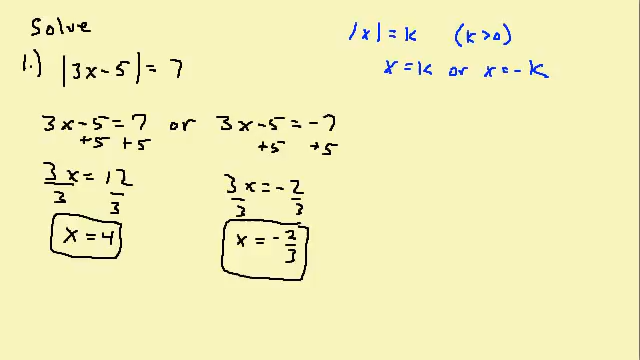 Solve
1.) |3x-5| = 7
|x| = k (k>0)
x = k or x = -k
3x-5 = 7 or 3x-5 = -7
+5 +5 +5 +5
3x = 12 3x = -2
3 3 3 3
x = 4 x = -2/3